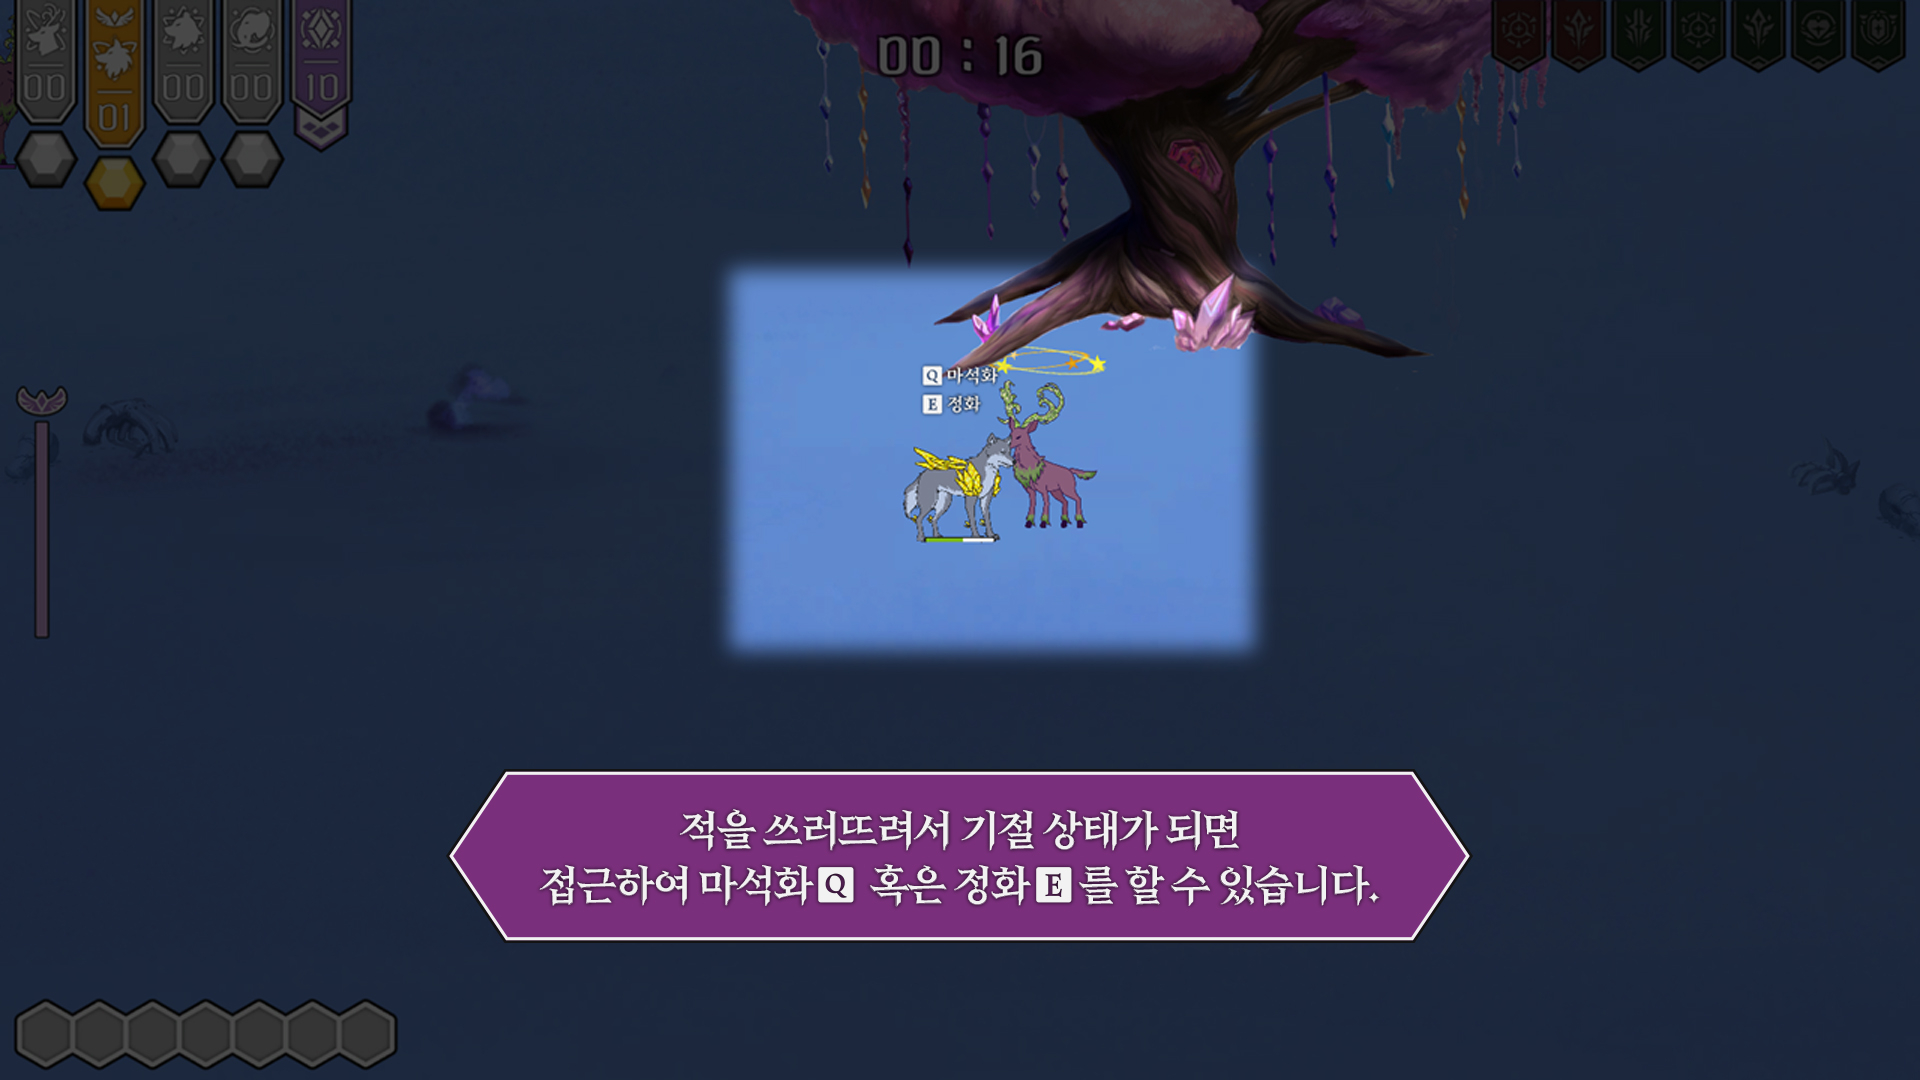 00 01 00 00 10
00 : 16
Q 마석화
E 정화
적을 쓰러뜨려서 기절 상태가 되면
접근하여 마석화 Q 혹은 정화 E 를 할 수 있습니다.